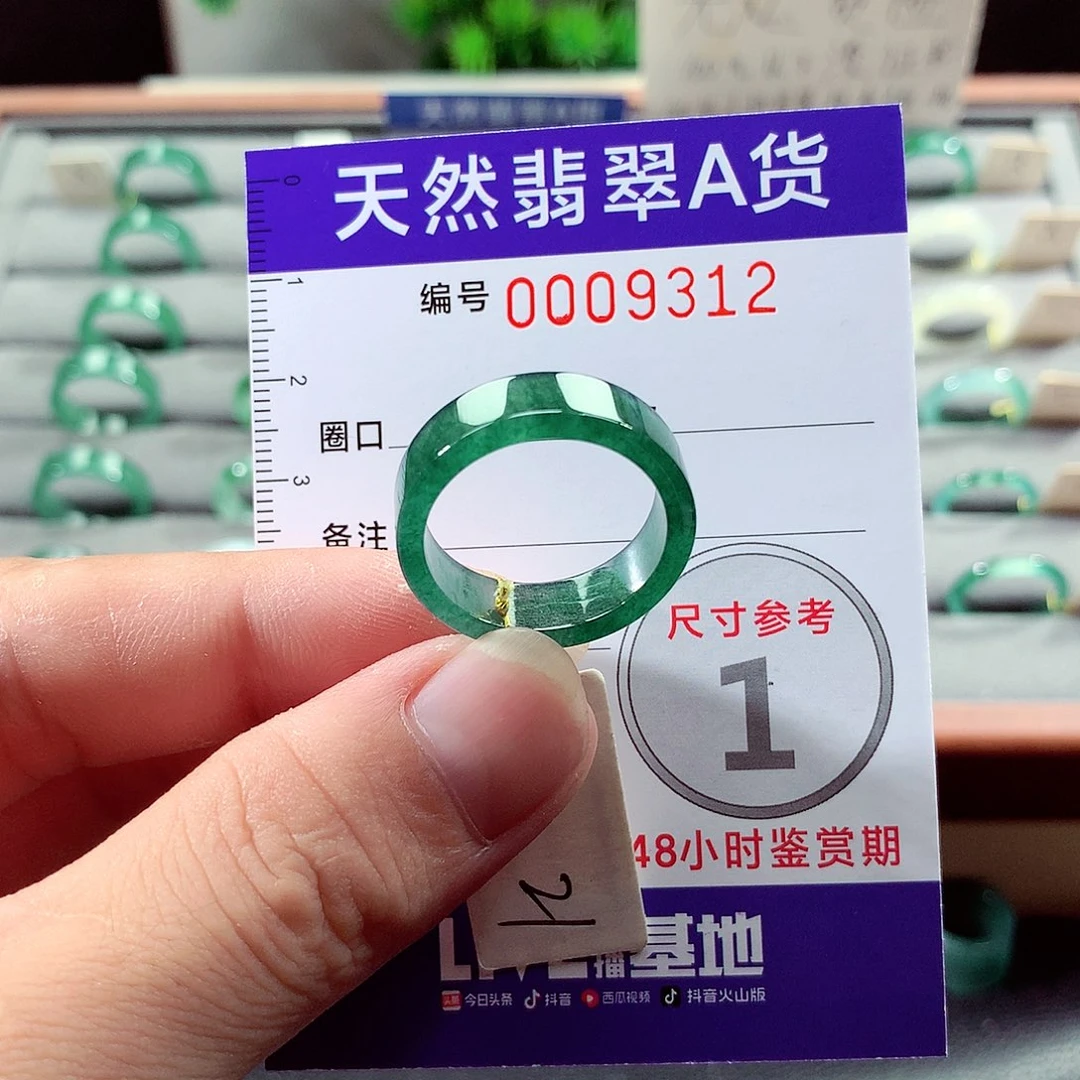 天然翡翠A货
编号 0009312
0
1
2
3
圈口
备注
尺寸参考
1
48小时鉴赏期
21
播基地
今日头条 抖音 西瓜视频 抖音火山版